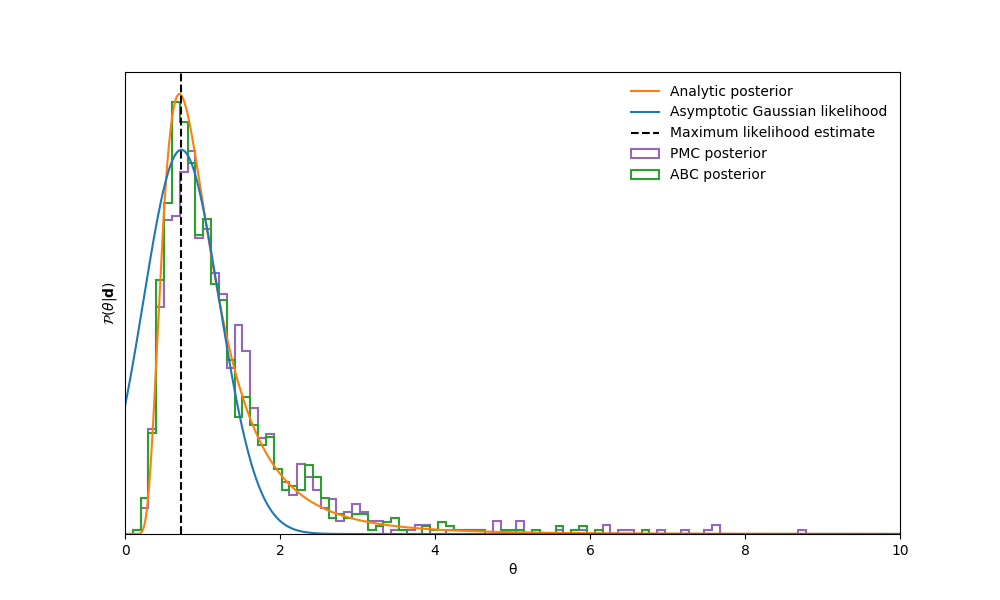 Analytic posterior
Asymptotic Gaussian likelihood
Maximum likelihood estimate
PMC posterior
ABC posterior
𝒫(θ|d)
0 2 4 6 8 10
θ